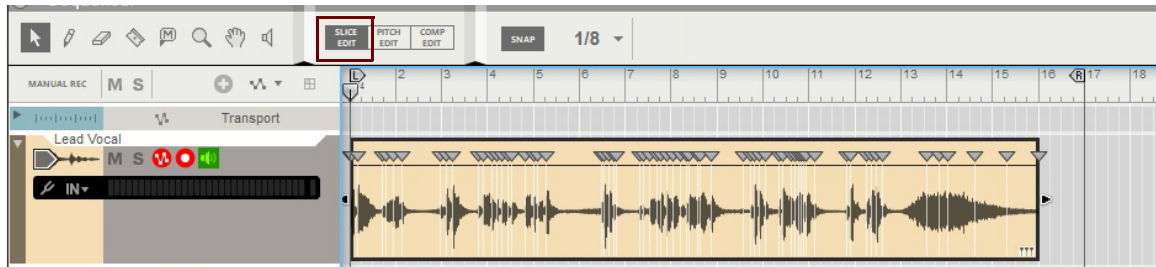 SLICE EDIT
PITCH EDIT
COMP EDIT
SNAP
1/8
MANUAL REC
M S
L 2 3 4 5 6 7 8 9 10 11 12 13 14 15 16 R 17 18
4
Transport
Lead Vocal
M S
IN